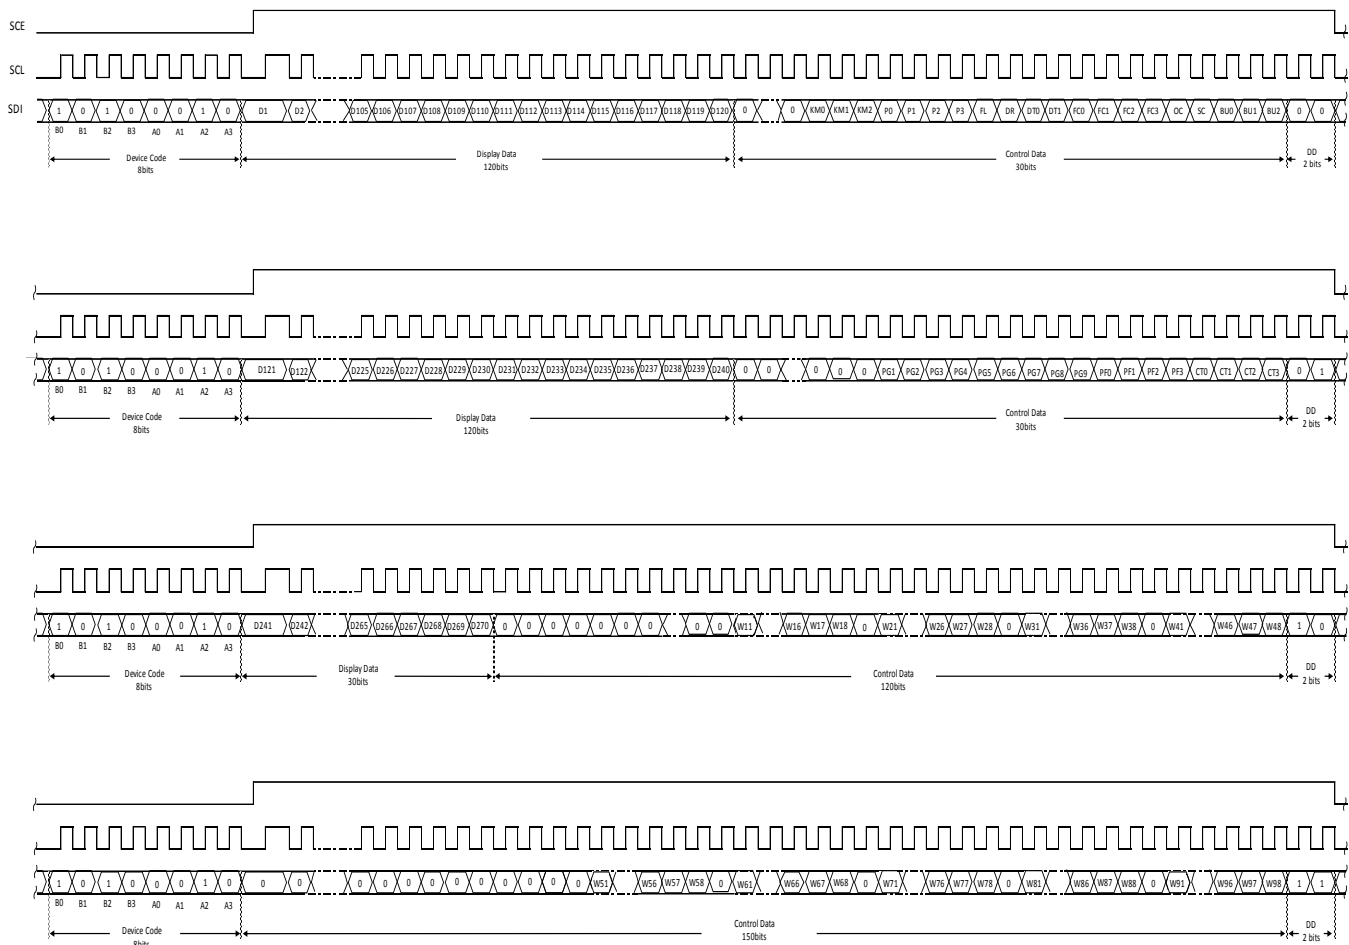 SCE
SCL
SDI 1 0 1 0 0 0 1 0 D1 D2 D105 D106 D107 D108 D109 D110 D111 D112 D113 D114 D115 D116 D117 D118 D119 D120 0 0 KM0 KM1 KM2 P0 P1 P2 P3 FL DR DT0 DT1 FC0 FC1 FC2 FC3 OC SC BU0 BU1 BU2 0 0
B0 B1 B2 B3 A0 A1 A2 A3
Device Code Display Data Control Data DD
8bits 120bits 30bits 2 bits
1 0 1 0 0 0 1 0 D121 D122 D225 D226 D227 D228 D229 D230 D231 D232 D233 D234 D235 D236 D237 D238 D239 D240 0 0 0 0 0 PG1 PG2 PG3 PG4 PG5 PG6 PG7 PG8 PG9 PF0 PF1 PF2 PF3 CT0 CT1 CT2 CT3 0 1
B0 B1 B2 B3 A0 A1 A2 A3
Device Code Display Data Control Data DD
8bits 120bits 30bits 2 bits
1 0 1 0 0 0 1 0 D241 D242 D265 D266 D267 D268 D269 D270 0 0 0 0 0 0 0 0 0 W11 W16 W17 W18 0 W21 W26 W27 W28 0 W31 W36 W37 W38 0 W41 W46 W47 W48 1 0
B0 B1 B2 B3 A0 A1 A2 A3
Device Code Display Data Control Data DD
8bits 30bits 120bits 2 bits
1 0 1 0 0 0 1 0 0 0 0 0 0 0 0 0 0 0 0 0 W51 W56 W57 W58 0 W61 W66 W67 W68 0 W71 W76 W77 W78 0 W81 W86 W87 W88 0 W91 W96 W97 W98 1 1
B0 B1 B2 B3 A0 A1 A2 A3
Device Code Control Data DD
8bits 150bits 2 bits